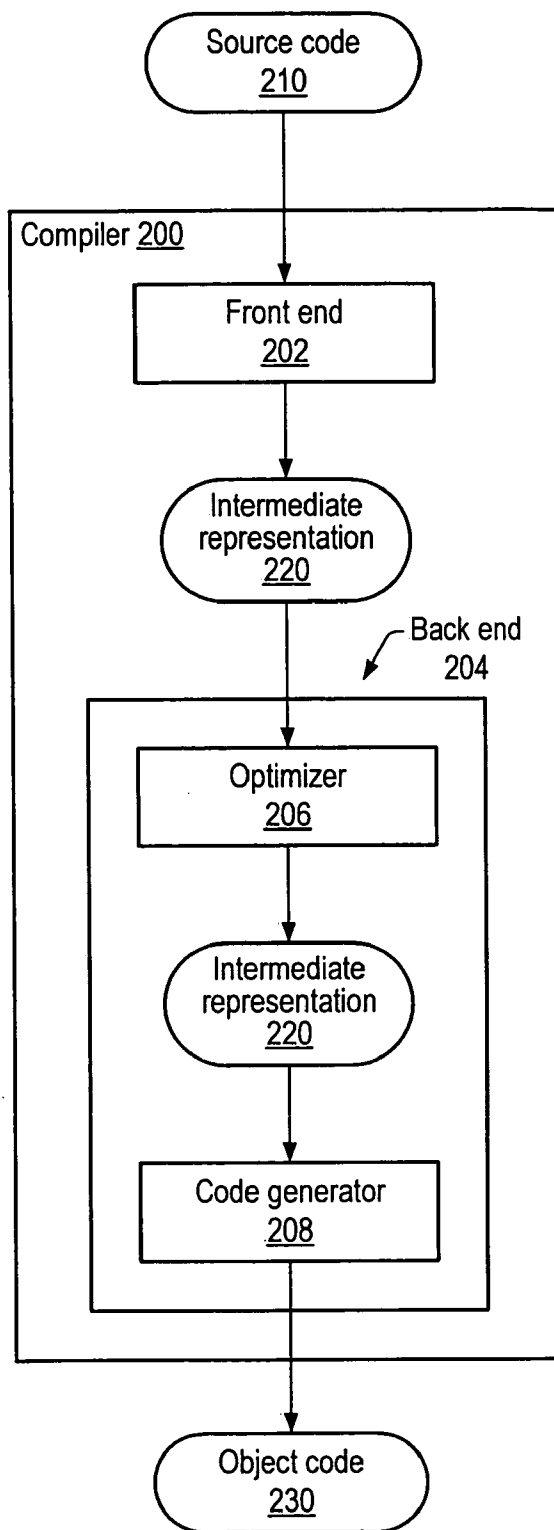 Source code
210
Compiler 200
Front end
202
Intermediate
representation
220
Back end
204
Optimizer
206
Intermediate
representation
220
Code generator
208
Object code
230